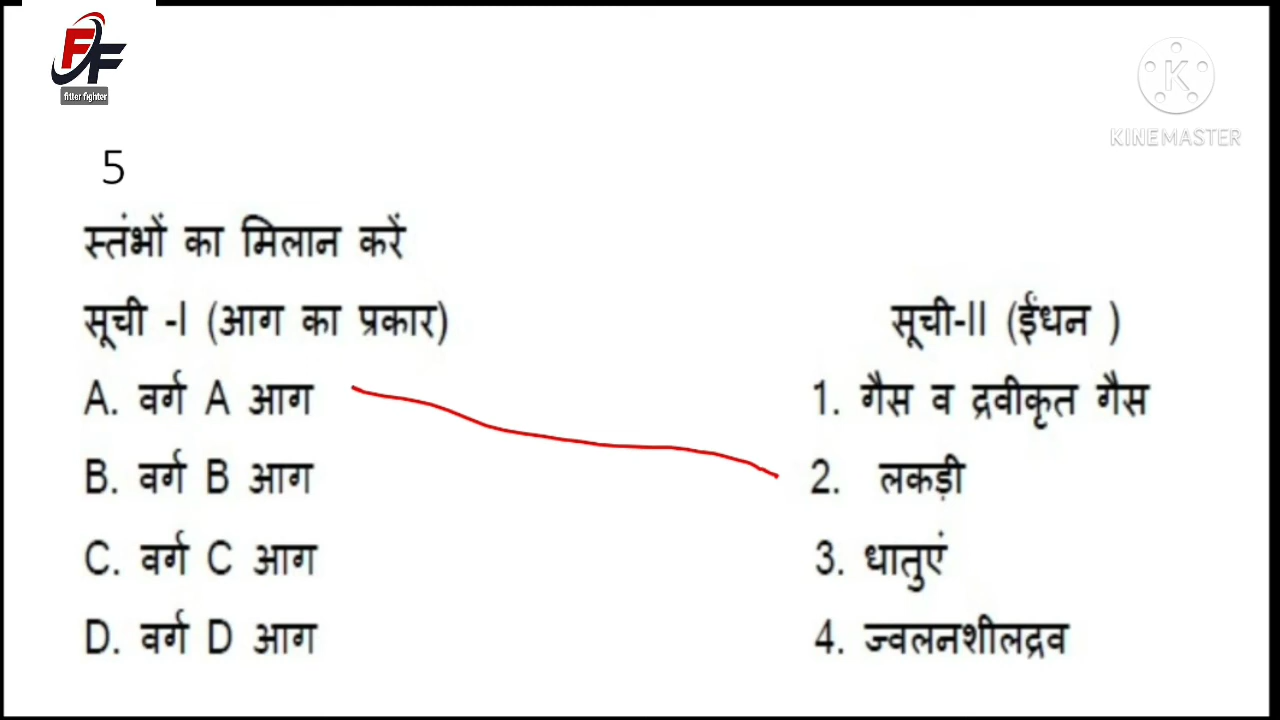 FF
fitter fighter
K
KINEMASTER
5
स्तंभों का मिलान करें
सूची -I (आग का प्रकार) सूची-II (ईंधन )
A. वर्ग A आग 1. गैस व द्रवीकृत गैस
B. वर्ग B आग 2. लकड़ी
C. वर्ग C आग 3. धातुएं
D. वर्ग D आग 4. ज्वलनशीलद्रव